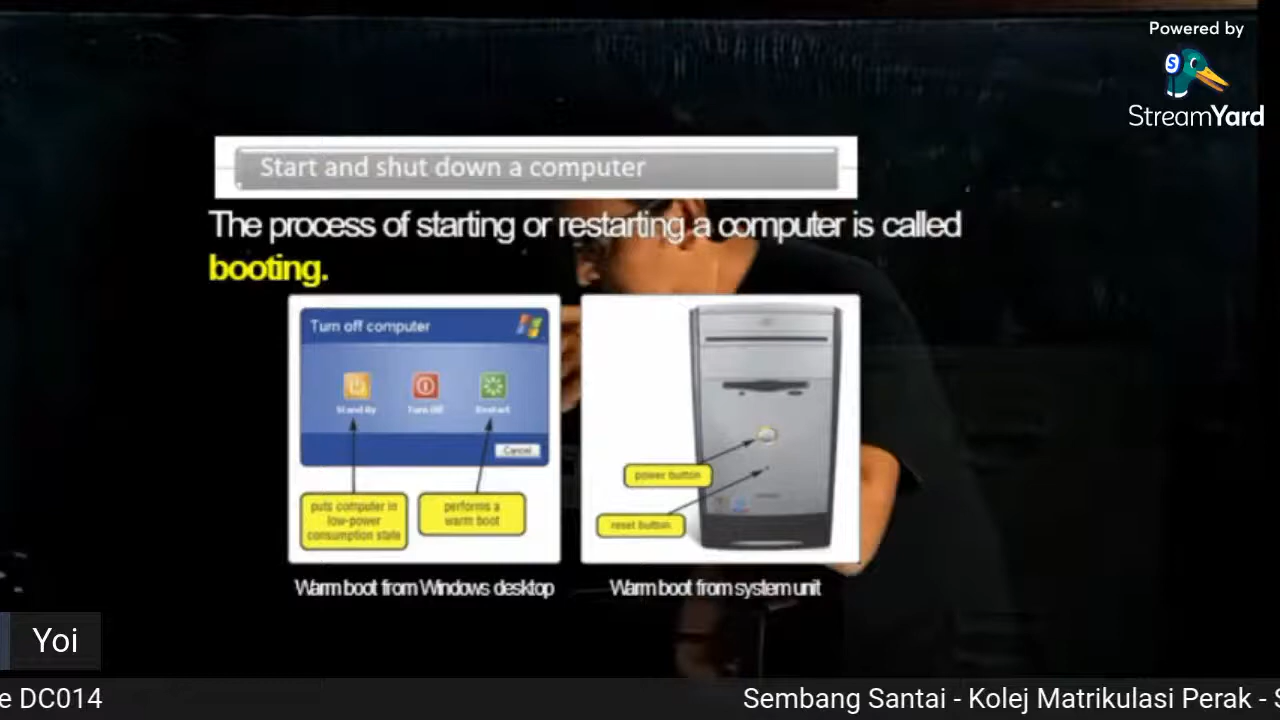 Powered by
StreamYard
Start and shut down a computer
The process of starting or restarting a computer is called
booting.
Turn off computer
Stand By
Turn Off
Restart
Cancel
puts computer in
low-power
consumption state
performs a
warm boot
power button
reset button
Warm boot from Windows desktop
Warm boot from system unit
Yoi
e DC014
Sembang Santai - Kolej Matrikulasi Perak - S